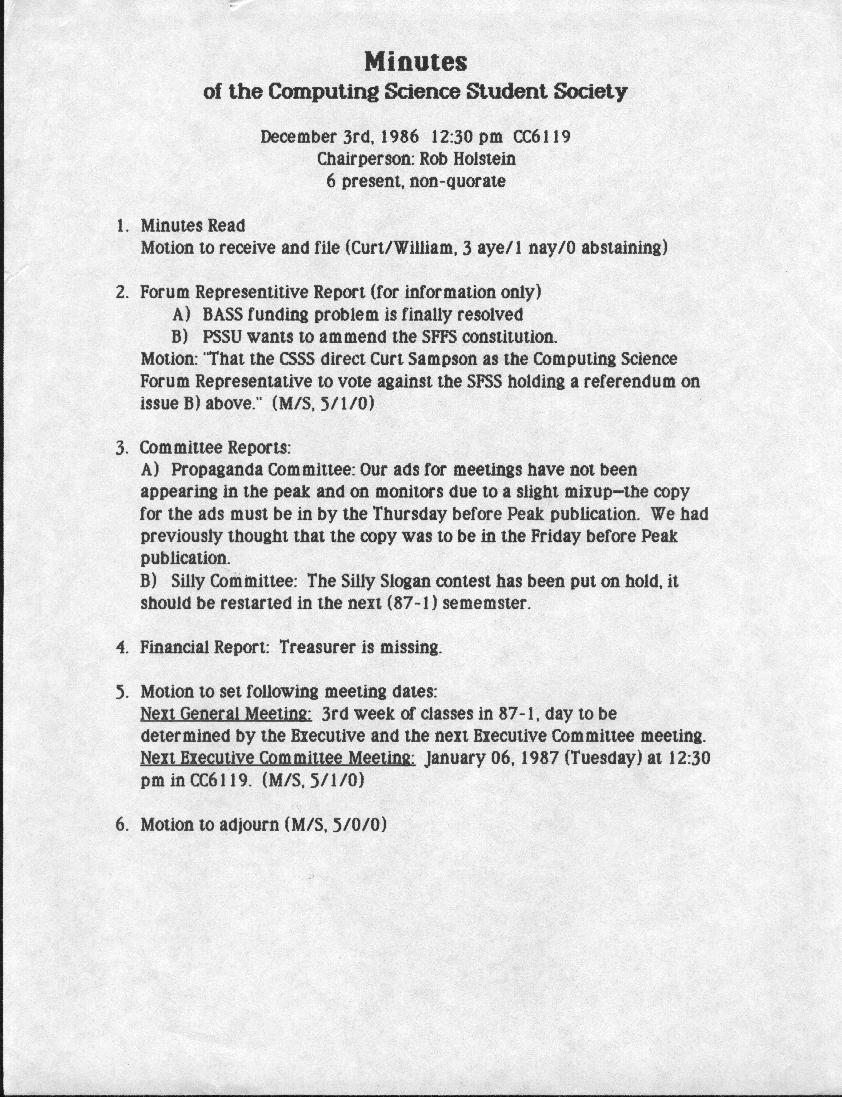 Minutes
of the Computing Science Student Society
December 3rd, 1986 12:30 pm CC6119
Chairperson: Rob Holstein
6 present, non-quorate
1. Minutes Read
Motion to receive and file (Curt/William, 3 aye/1 nay/0 abstaining)
2. Forum Representitive Report (for information only)
A) BASS funding problem is finally resolved
B) PSSU wants to ammend the SFFS constitution.
Motion: "That the CSSS direct Curt Sampson as the Computing Science
Forum Representative to vote against the SFSS holding a referendum on
issue B) above." (M/S, 5/1/0)
3. Committee Reports:
A) Propaganda Committee: Our ads for meetings have not been
appearing in the peak and on monitors due to a slight mixup—the copy
for the ads must be in by the Thursday before Peak publication. We had
previously thought that the copy was to be in the Friday before Peak
publication.
B) Silly Committee: The Silly Slogan contest has been put on hold, it
should be restarted in the next (87-1) sememster.
4. Financial Report: Treasurer is missing.
5. Motion to set following meeting dates:
Next General Meeting: 3rd week of classes in 87-1, day to be
determined by the Executive and the next Executive Committee meeting.
Next Executive Committee Meeting: January 06, 1987 (Tuesday) at 12:30
pm in CC6119. (M/S, 5/1/0)
6. Motion to adjourn (M/S, 5/0/0)